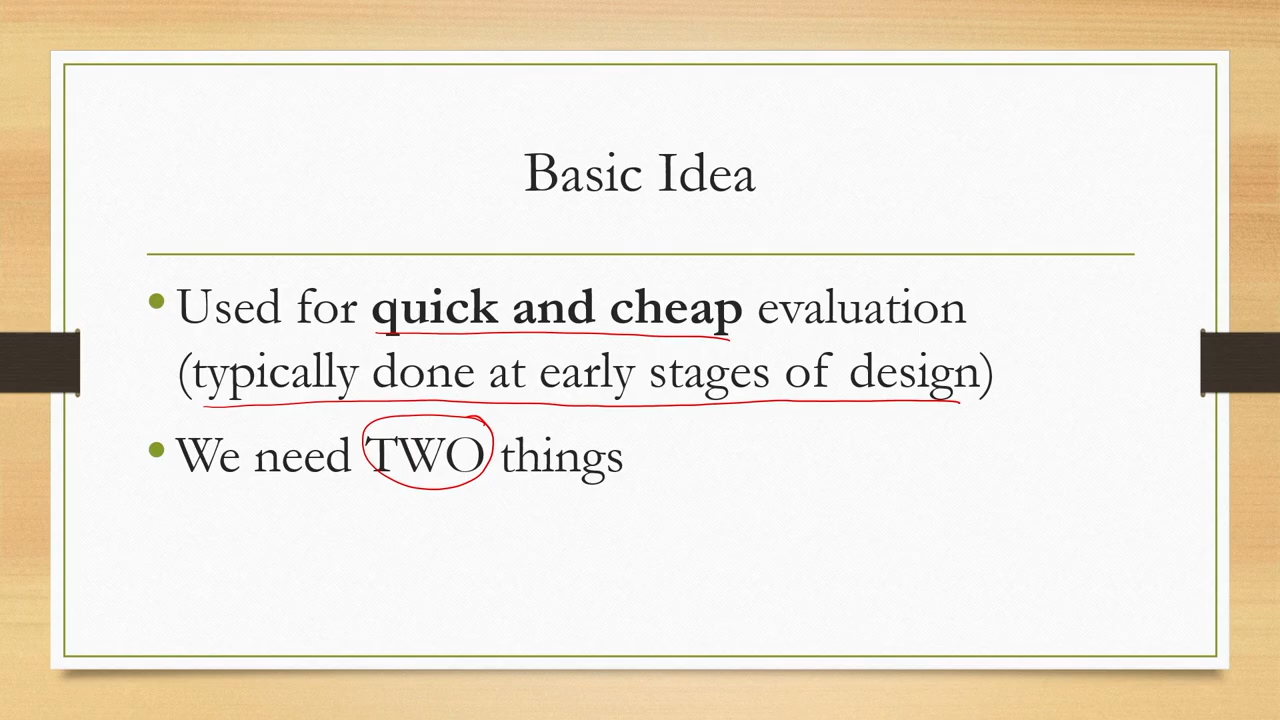 Basic Idea
• Used for quick and cheap evaluation
(typically done at early stages of design)
• We need TWO things